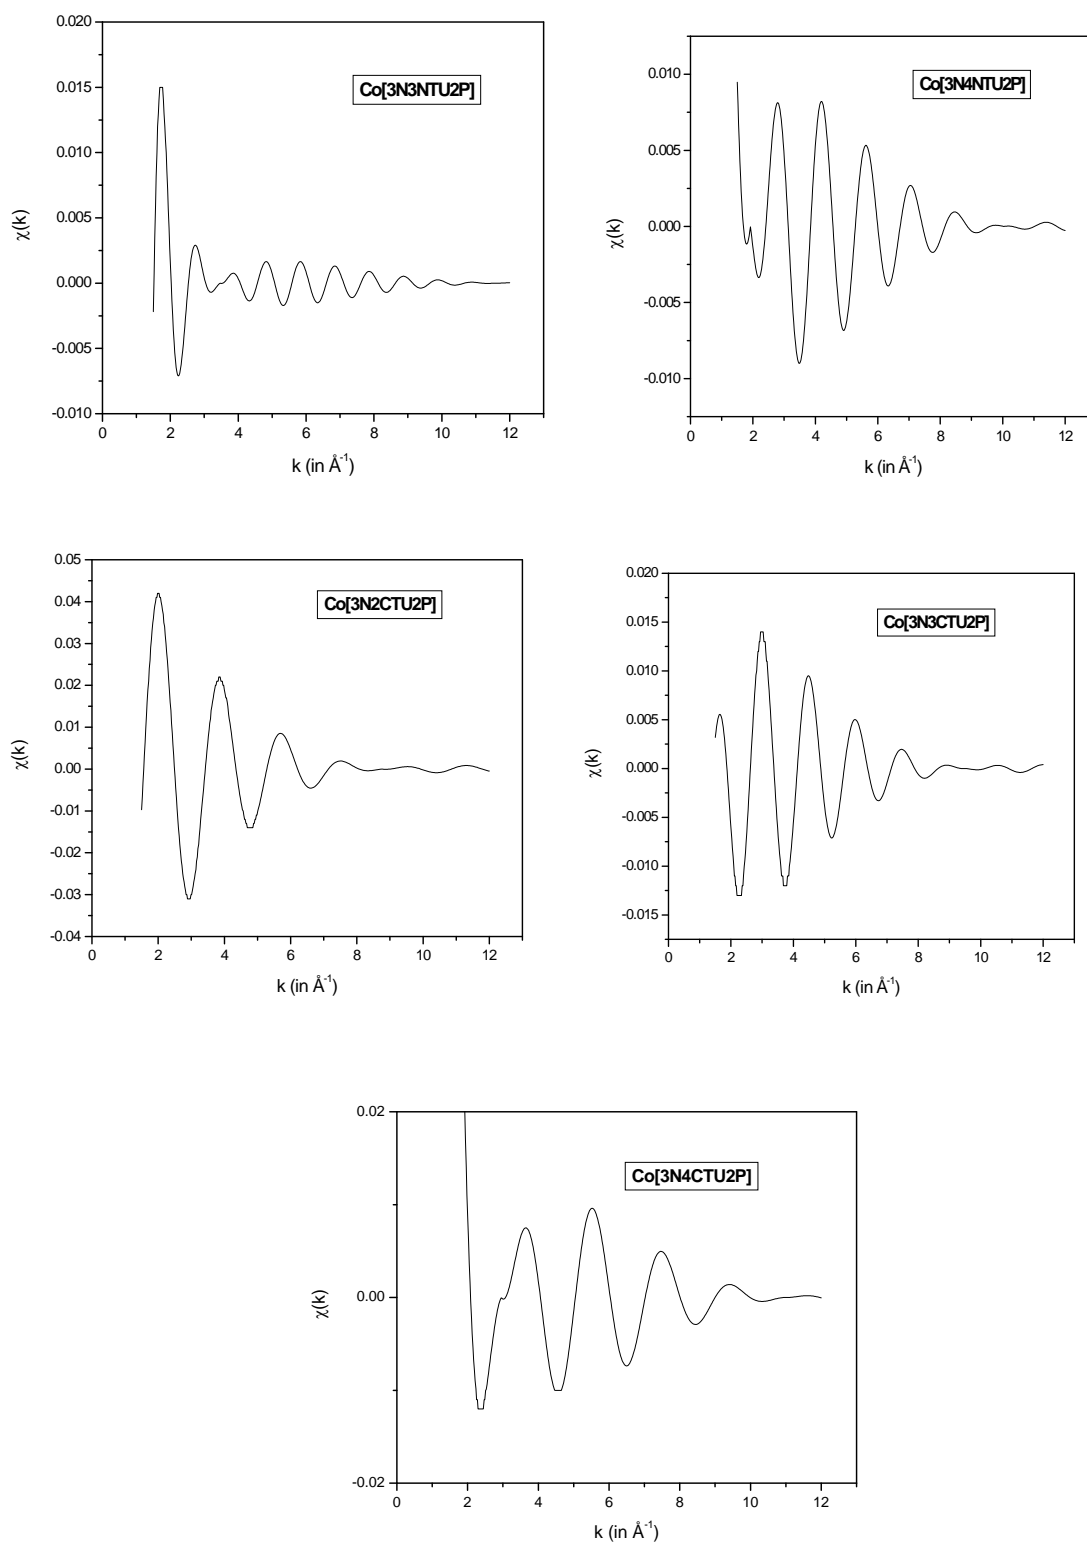 0.020
0.015
0.010
0.005
0.000
-0.005
-0.010
χ(k)
Co[3N3NTU2P]
0 2 4 6 8 10 12
k (in Å-1)
0.010
0.005
0.000
-0.005
-0.010
χ(k)
Co[3N4NTU2P]
0 2 4 6 8 10 12
k (in Å-1)
0.05
0.04
0.03
0.02
0.01
0.00
-0.01
-0.02
-0.03
-0.04
χ(k)
Co[3N2CTU2P]
0 2 4 6 8 10 12
k (in Å-1)
0.020
0.015
0.010
0.005
0.000
-0.005
-0.010
-0.015
χ(k)
Co[3N3CTU2P]
0 2 4 6 8 10 12
k (in Å-1)
0.02
0.00
-0.02
χ(k)
Co[3N4CTU2P]
0 2 4 6 8 10 12
k (in Å-1)